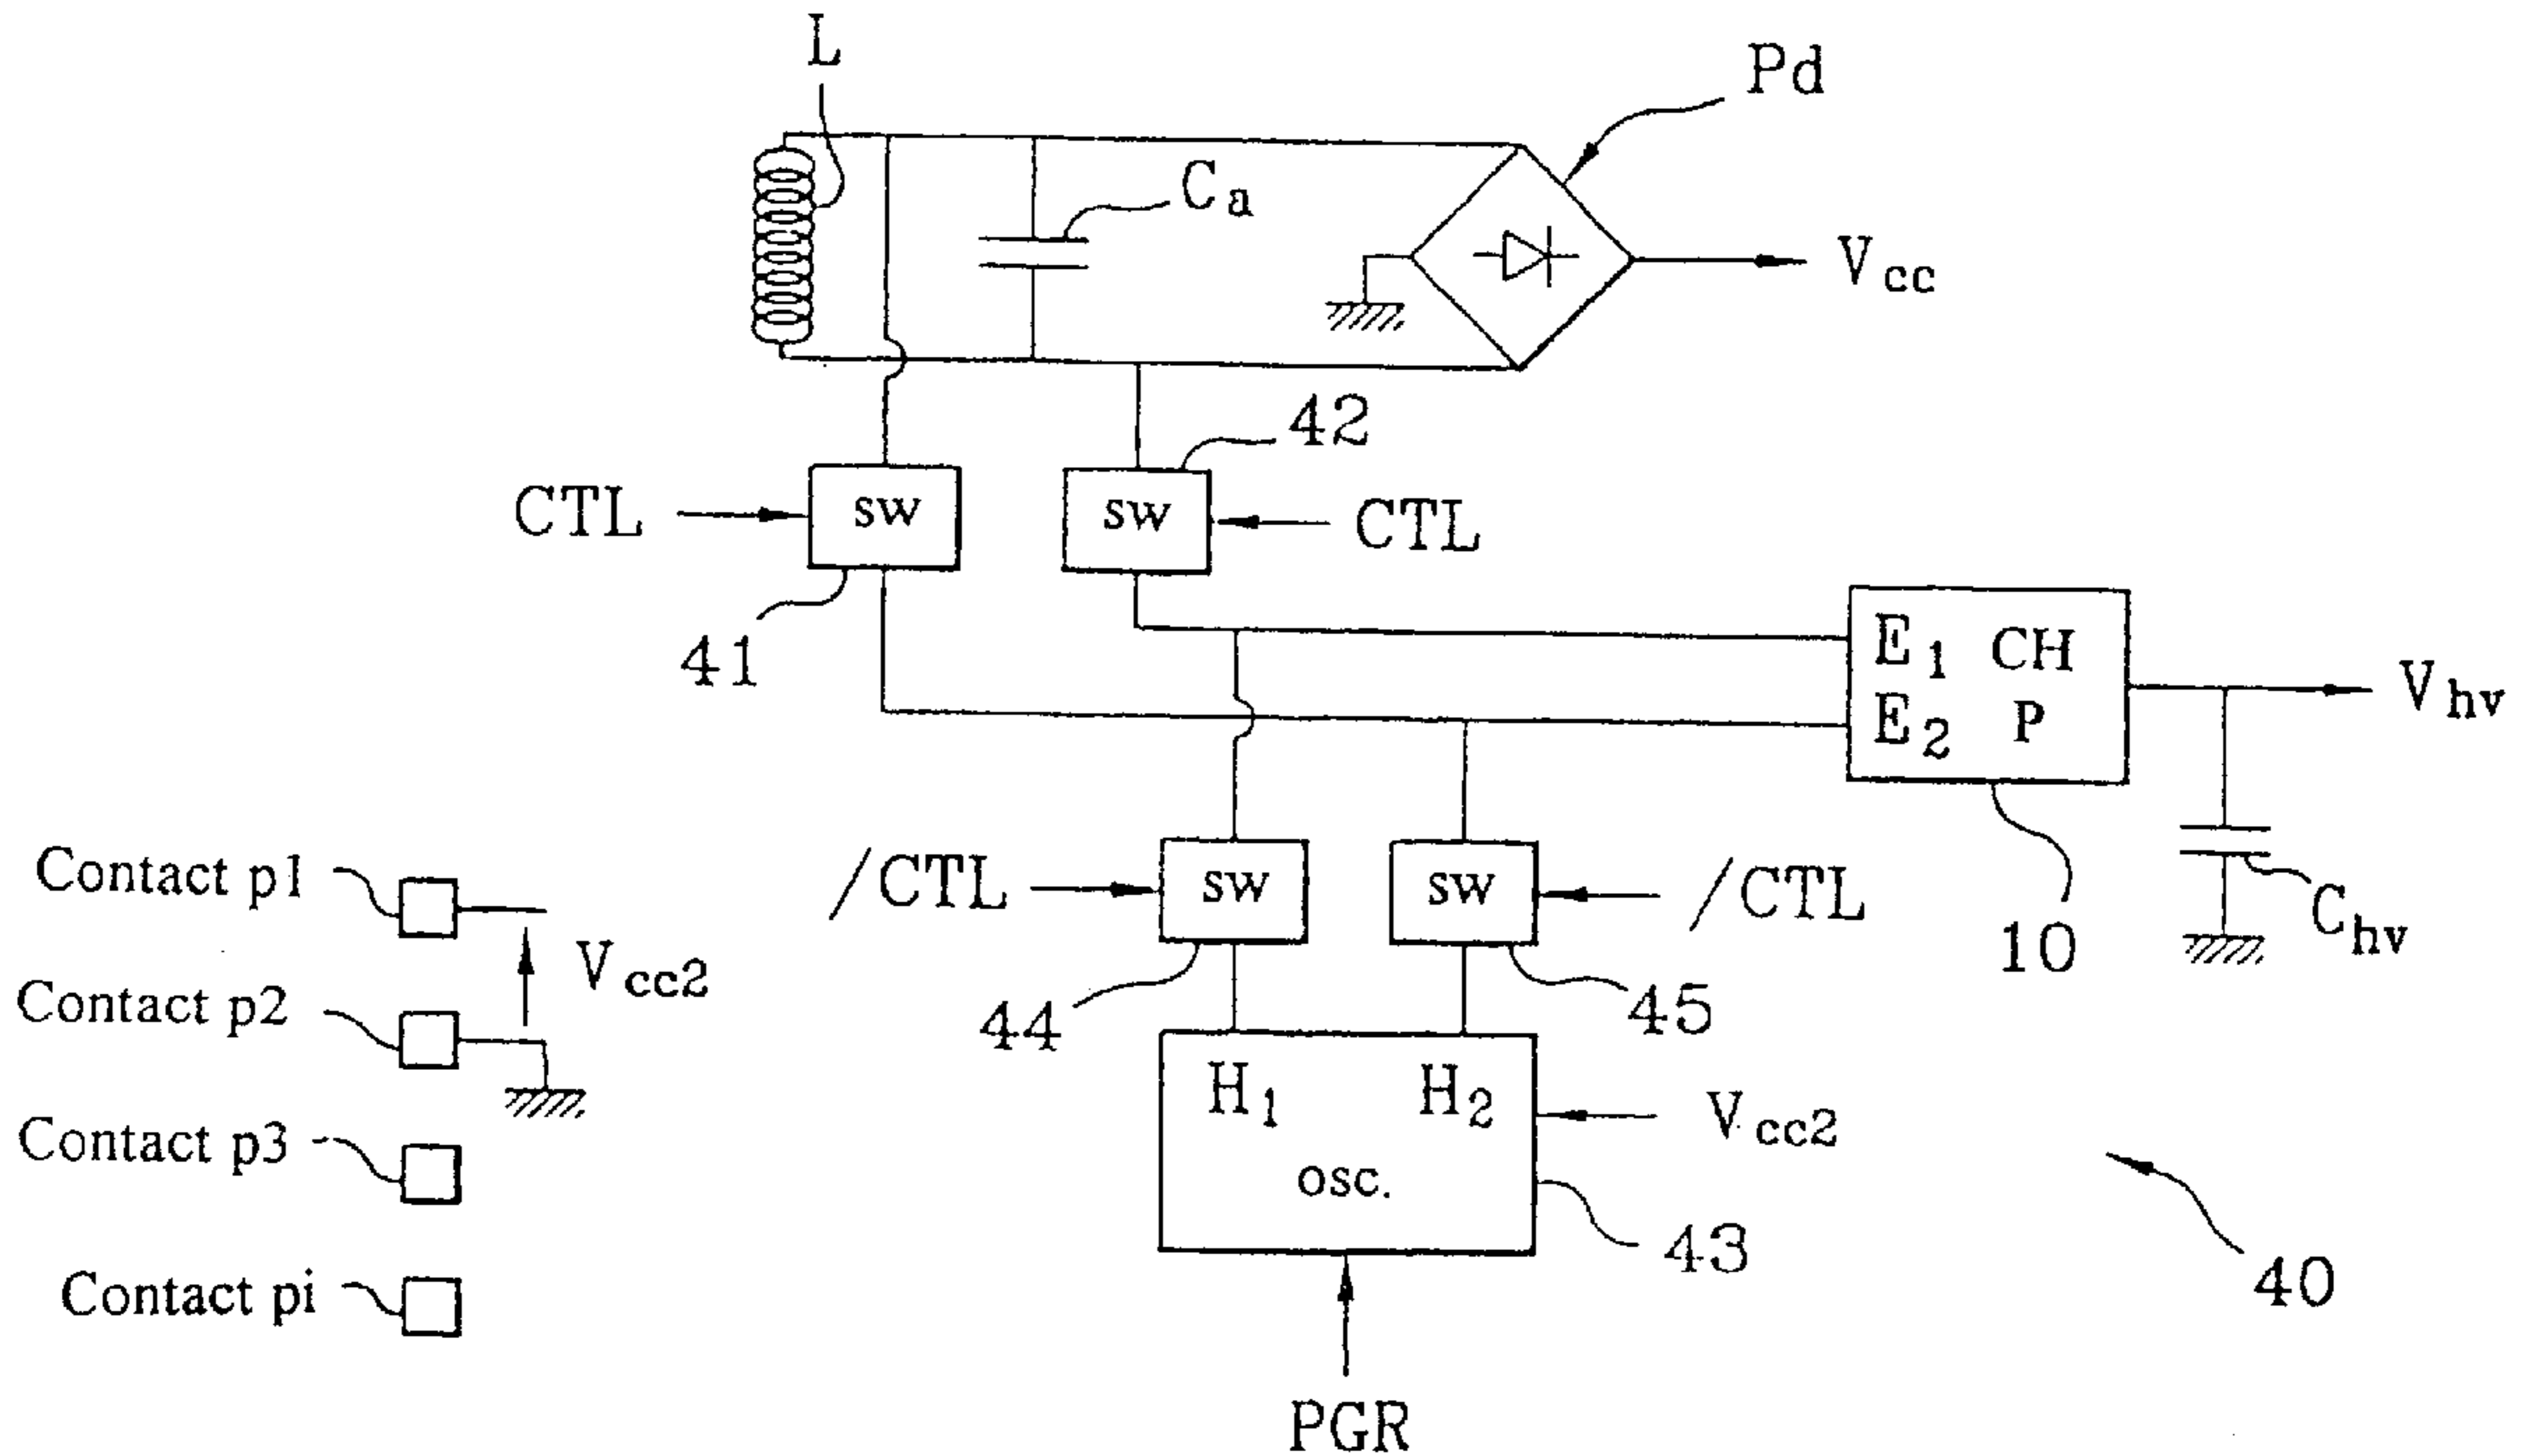 L
Pd
Ca
Vcc
42
CTL
sw
sw
CTL
41
E1 CH
E2 P
Vhv
Contact p1
/CTL
sw
sw
/CTL
10
Chv
Vcc2
Contact p2
44
45
H1 H2
Vcc2
Contact p3
osc.
43
40
Contact pi
PGR